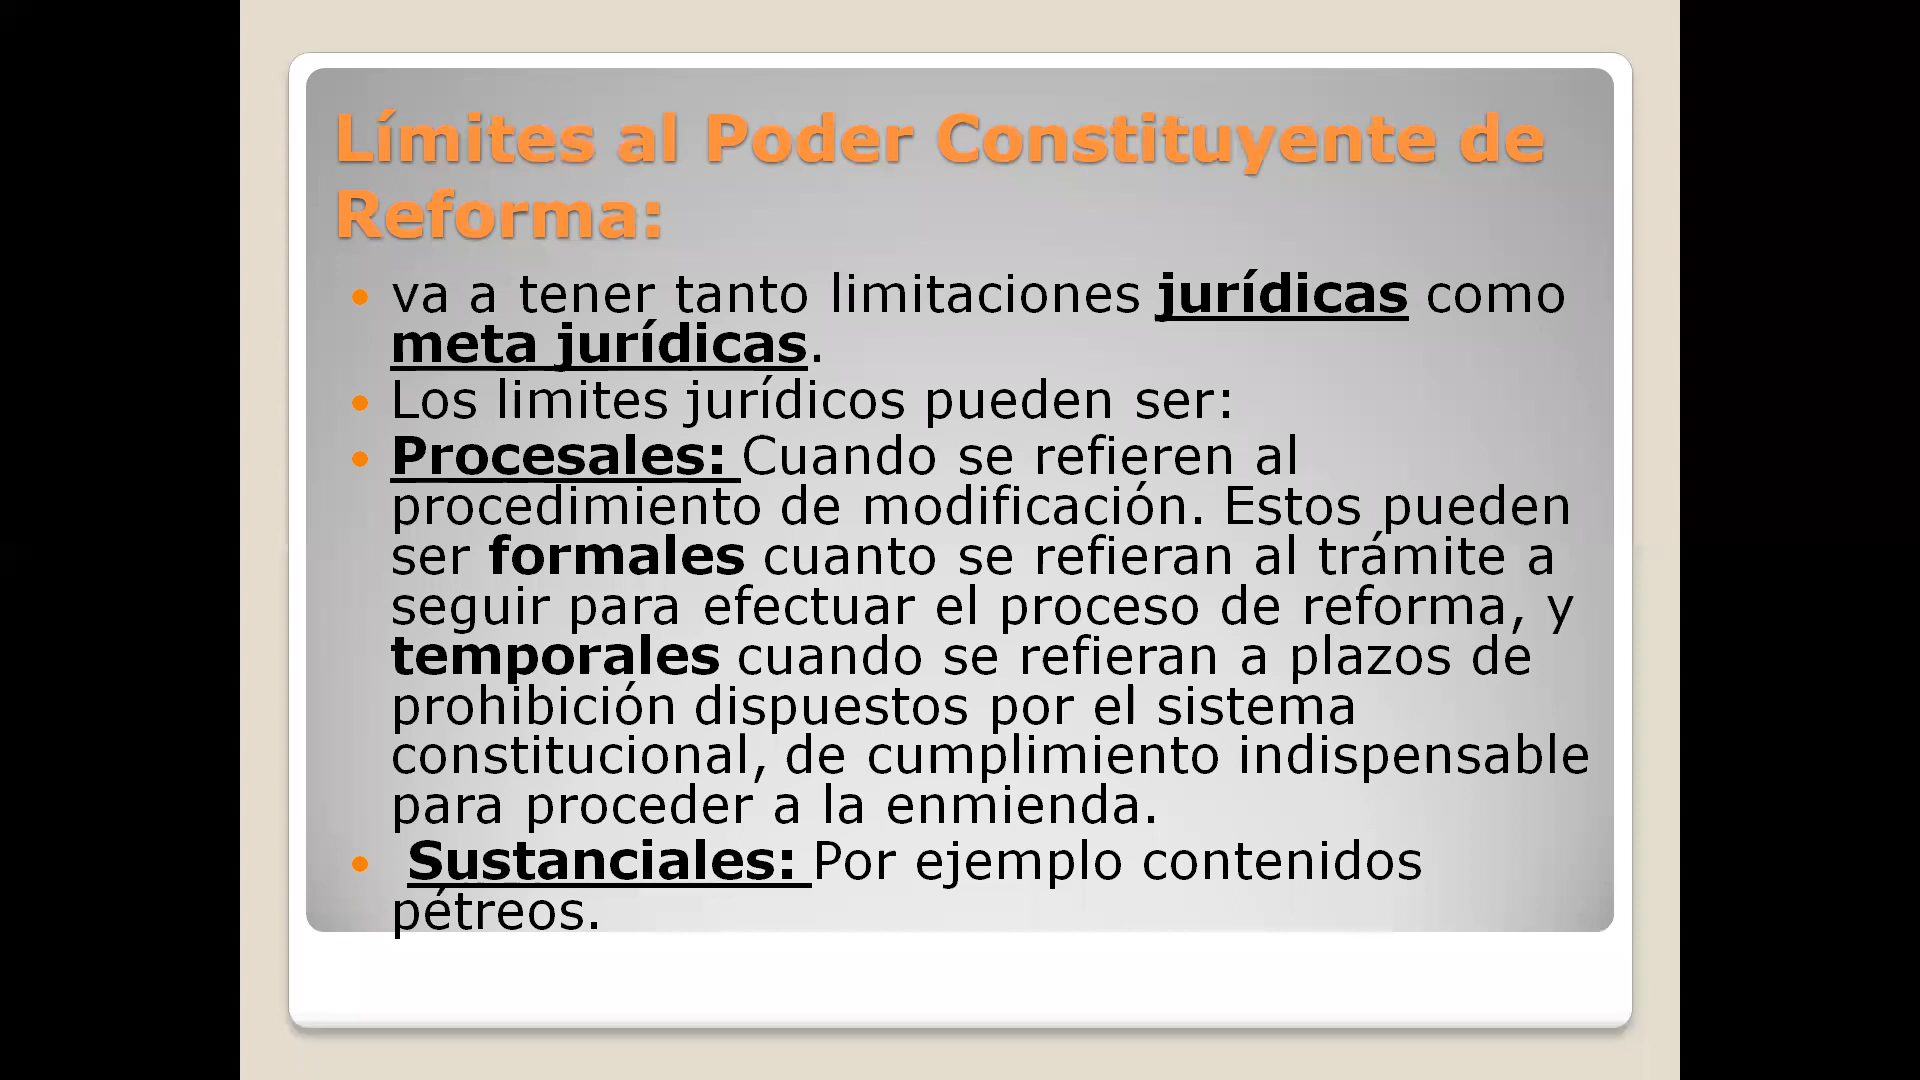 Límites al Poder Constituyente de
Reforma:
• va a tener tanto limitaciones jurídicas como
meta jurídicas.
• Los limites jurídicos pueden ser:
• Procesales: Cuando se refieren al
procedimiento de modificación. Estos pueden
ser formales cuanto se refieran al trámite a
seguir para efectuar el proceso de reforma, y
temporales cuando se refieran a plazos de
prohibición dispuestos por el sistema
constitucional, de cumplimiento indispensable
para proceder a la enmienda.
• Sustanciales: Por ejemplo contenidos
pétreos.